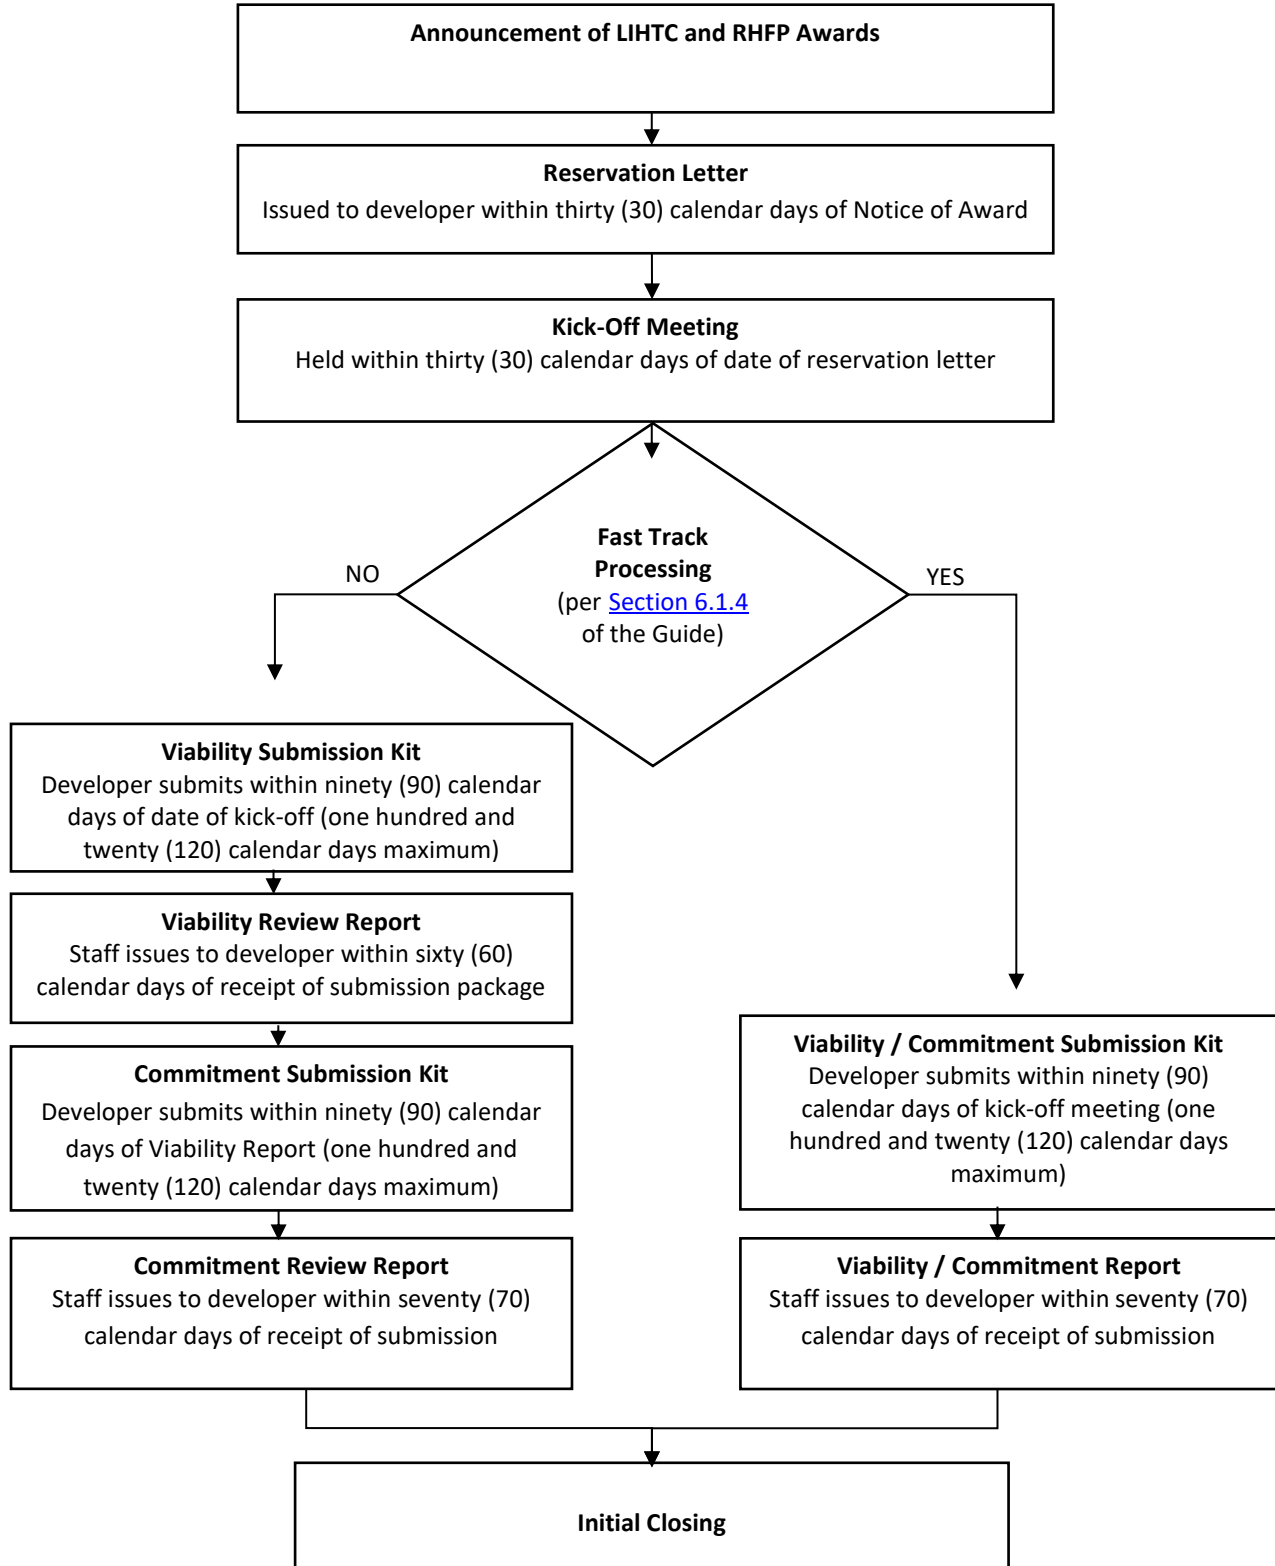 Announcement of LIHTC and RHFP Awards
Reservation Letter
Issued to developer within thirty (30) calendar days of Notice of Award
Kick-Off Meeting
Held within thirty (30) calendar days of date of reservation letter
Fast Track
Processing
(per Section 6.1.4
of the Guide)
NO
YES
Viability Submission Kit
Developer submits within ninety (90) calendar
days of date of kick-off (one hundred and
twenty (120) calendar days maximum)
Viability Review Report
Staff issues to developer within sixty (60)
calendar days of receipt of submission package
Commitment Submission Kit
Developer submits within ninety (90) calendar
days of Viability Report (one hundred and
twenty (120) calendar days maximum)
Commitment Review Report
Staff issues to developer within seventy (70)
calendar days of receipt of submission
Viability / Commitment Submission Kit
Developer submits within ninety (90)
calendar days of kick-off meeting (one
hundred and twenty (120) calendar days
maximum)
Viability / Commitment Report
Staff issues to developer within seventy (70)
calendar days of receipt of submission
Initial Closing